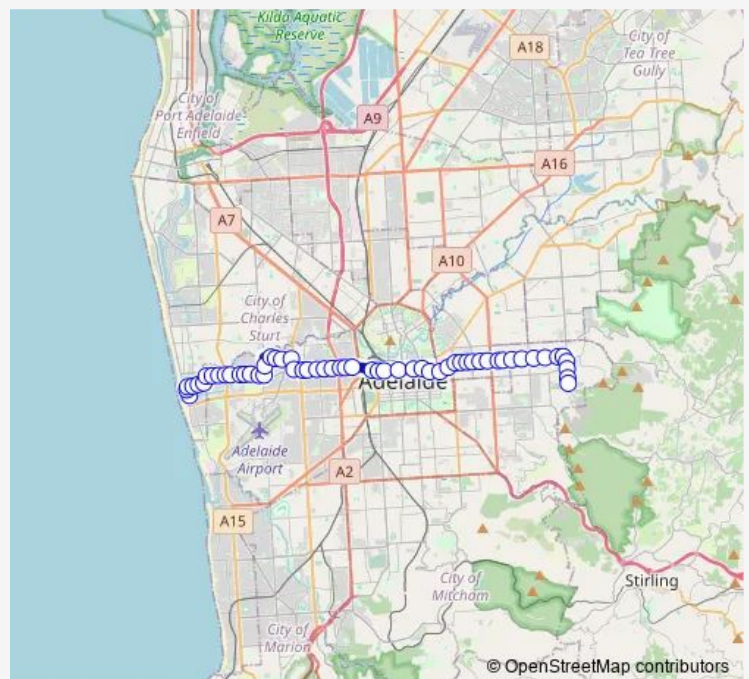 Kilda Aquatic
Reserve
A18
City of
Tea Tree
Gully
City of
Port Adelaide
Enfield
A9
A16
A7
A10
City of
Charles
Sturt
Adelaide
Adelaide
Airport
A2
A15
City of
Mitcham
Stirling
City of
Marion
© OpenStreetMap contributors